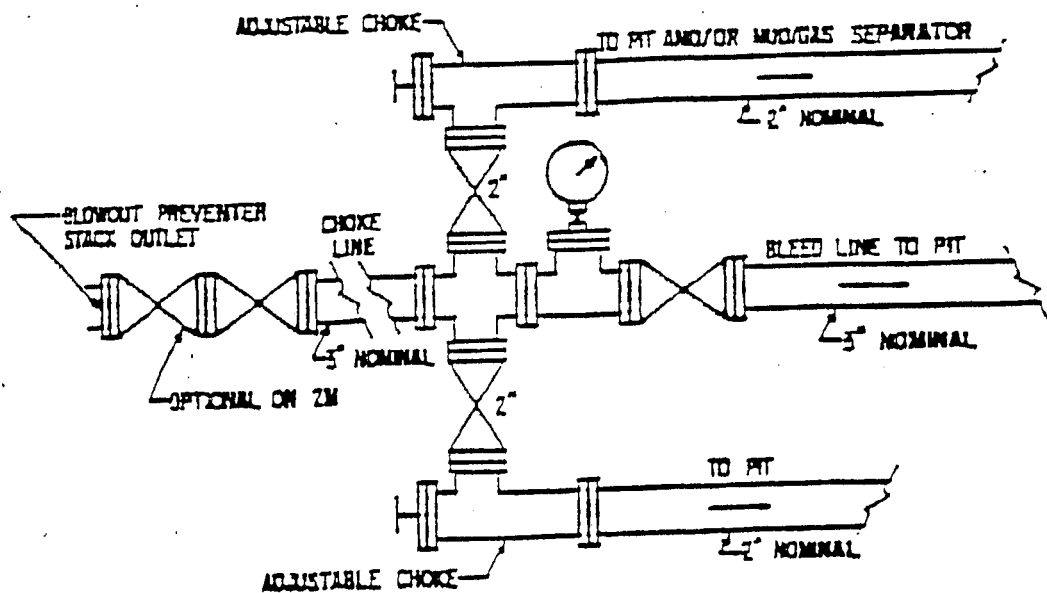 ADJUSTABLE CHOKE
TO PIT AND/OR MUD/GAS SEPARATOR
2" NOMINAL
2"
BLOWOUT PREVENTER
STACK OUTLET
CHOKE
LINE
BLEED LINE TO PIT
3" NOMINAL
3" NOMINAL
OPTIONAL ON 2M
2"
TO PIT
2" NOMINAL
ADJUSTABLE CHOKE